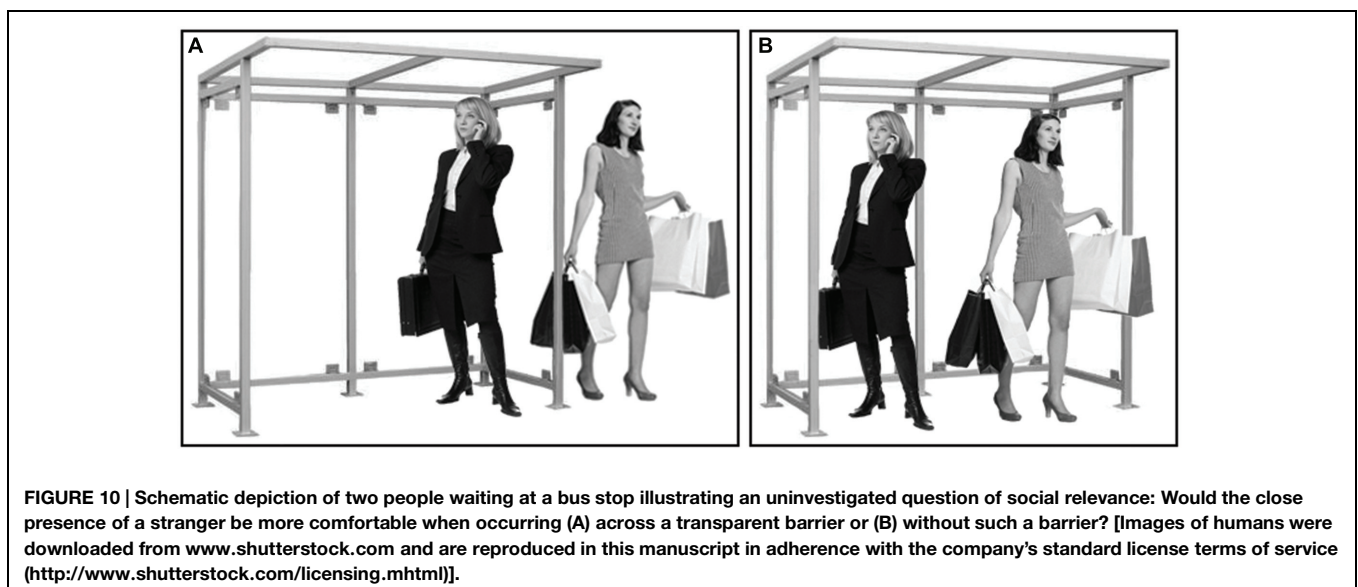 A
B
FIGURE 10 | Schematic depiction of two people waiting at a bus stop illustrating an uninvestigated question of social relevance: Would the close
presence of a stranger be more comfortable when occurring (A) across a transparent barrier or (B) without such a barrier? [Images of humans were
downloaded from www.shutterstock.com and are reproduced in this manuscript in adherence with the company’s standard license terms of service
(http://www.shutterstock.com/licensing.mhtml)].